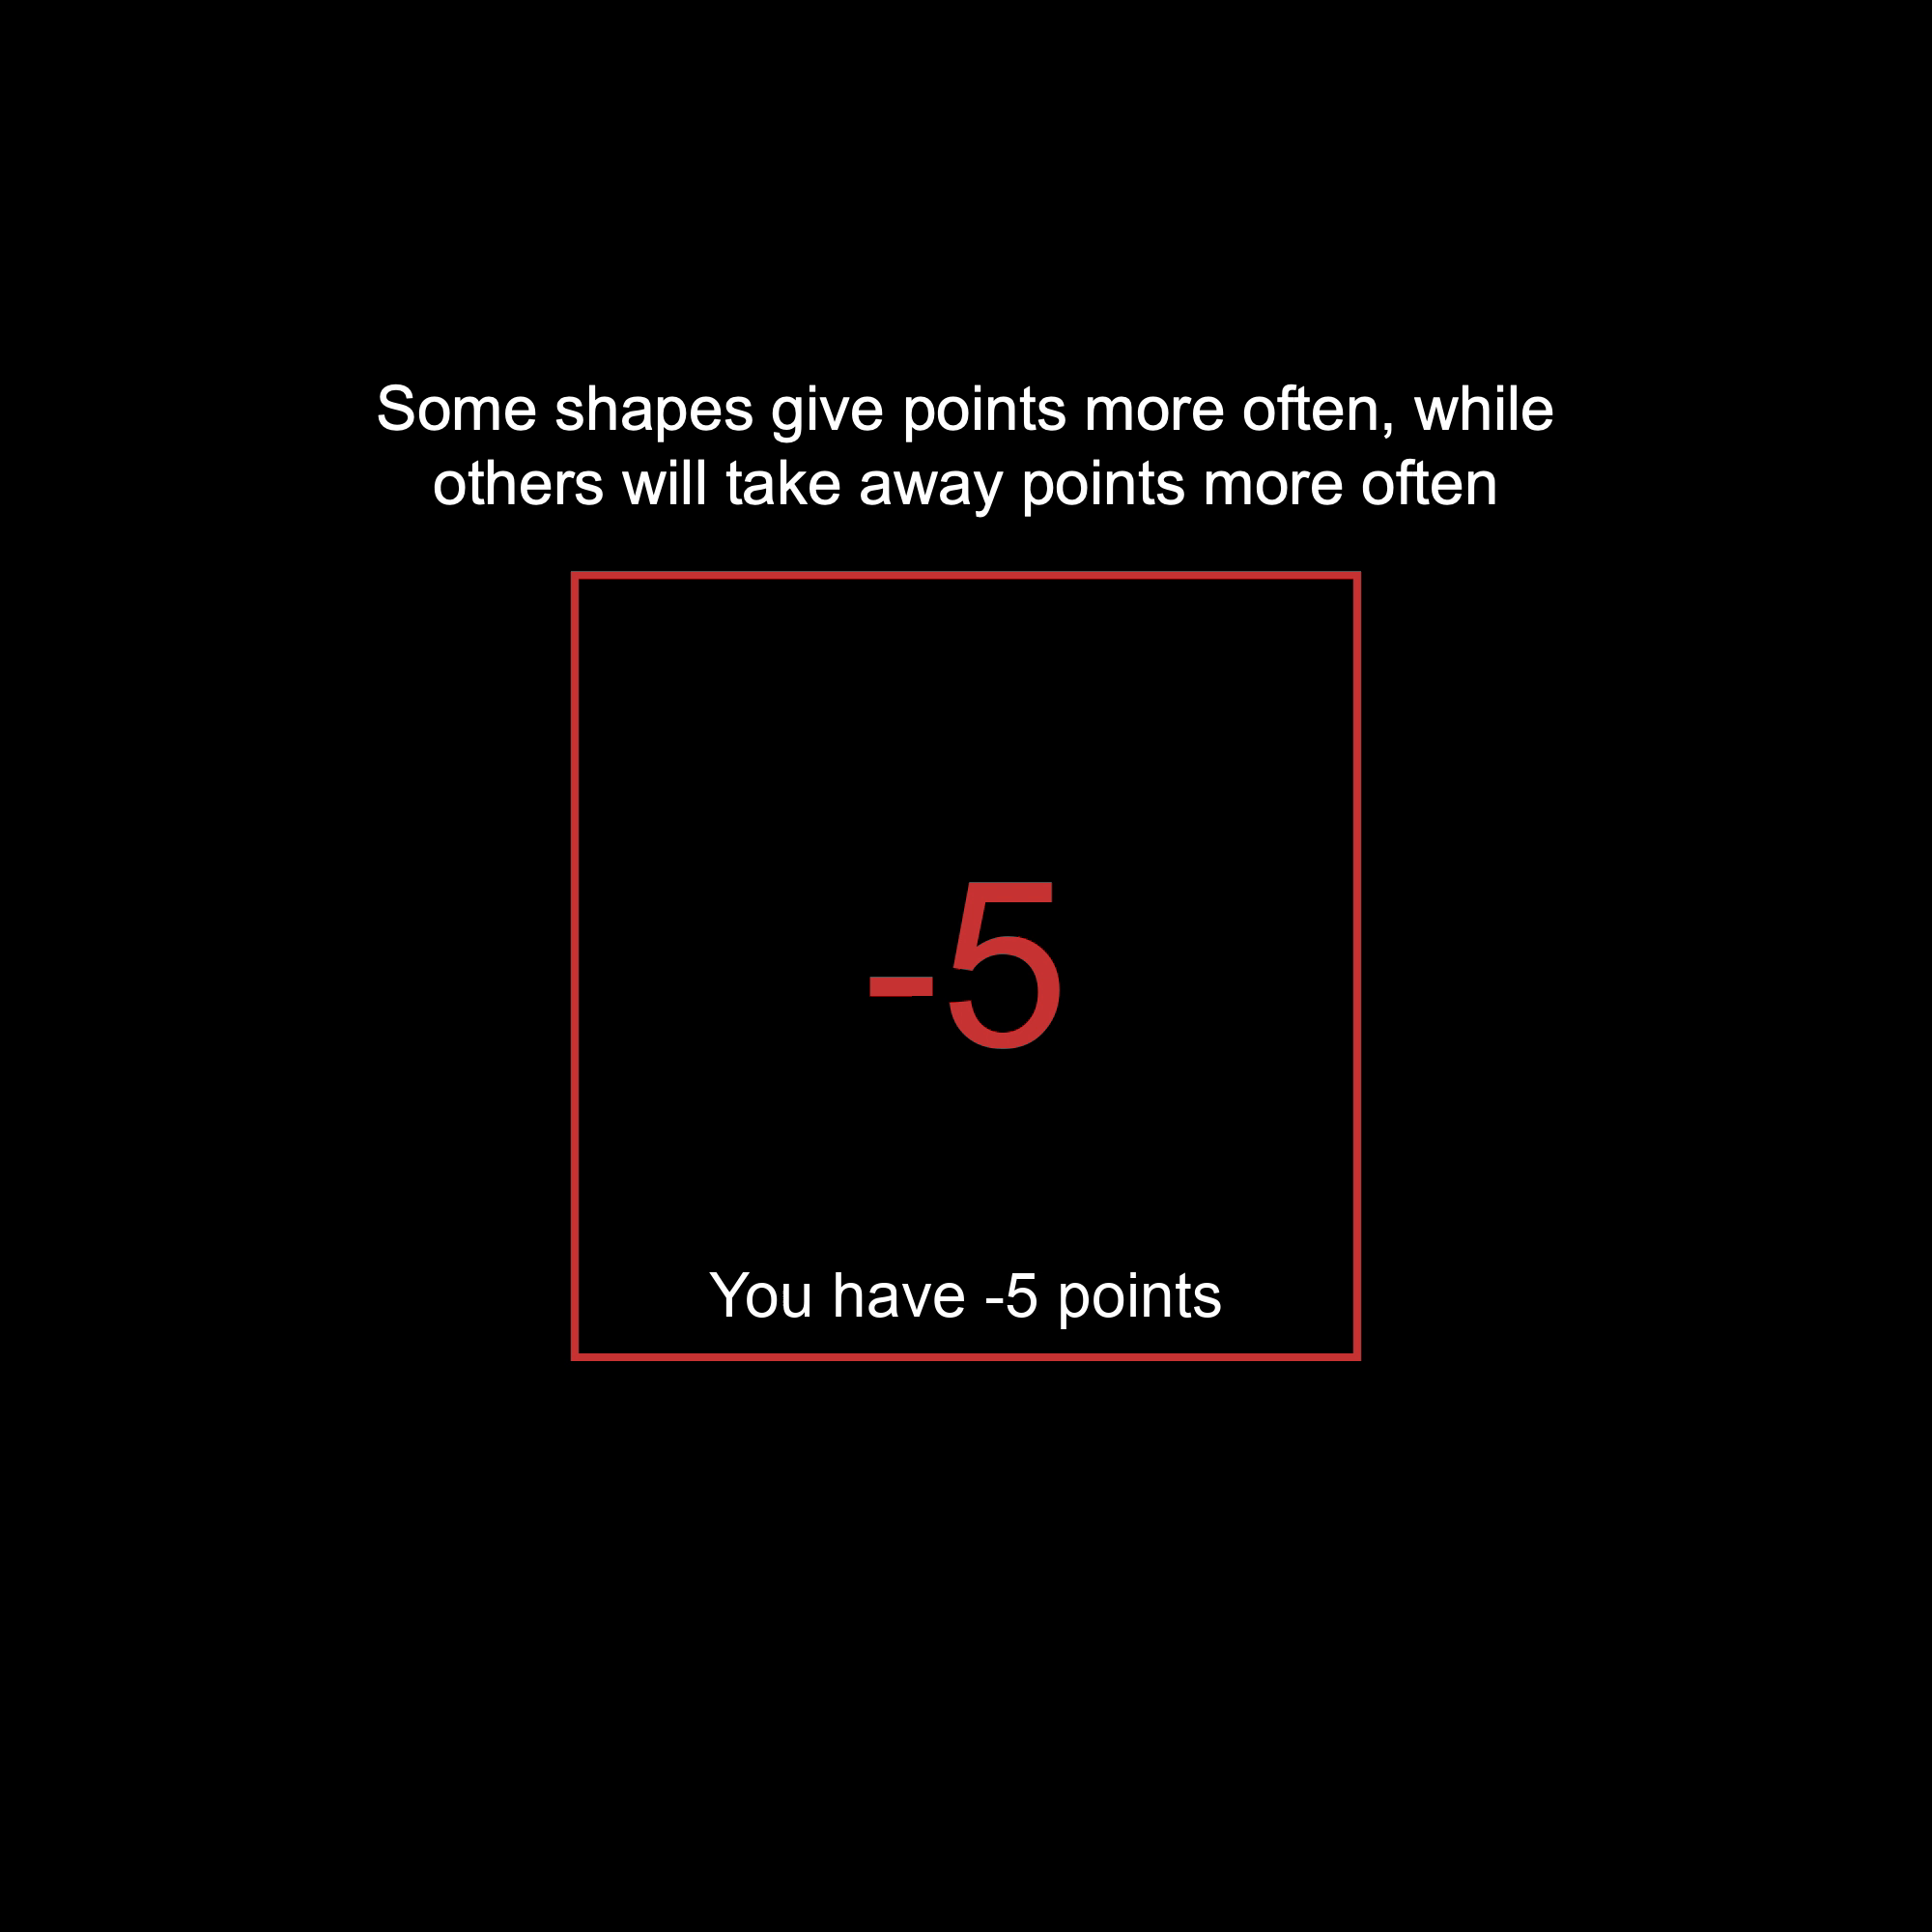 Some shapes give points more often, while
others will take away points more often
-5
You have -5 points